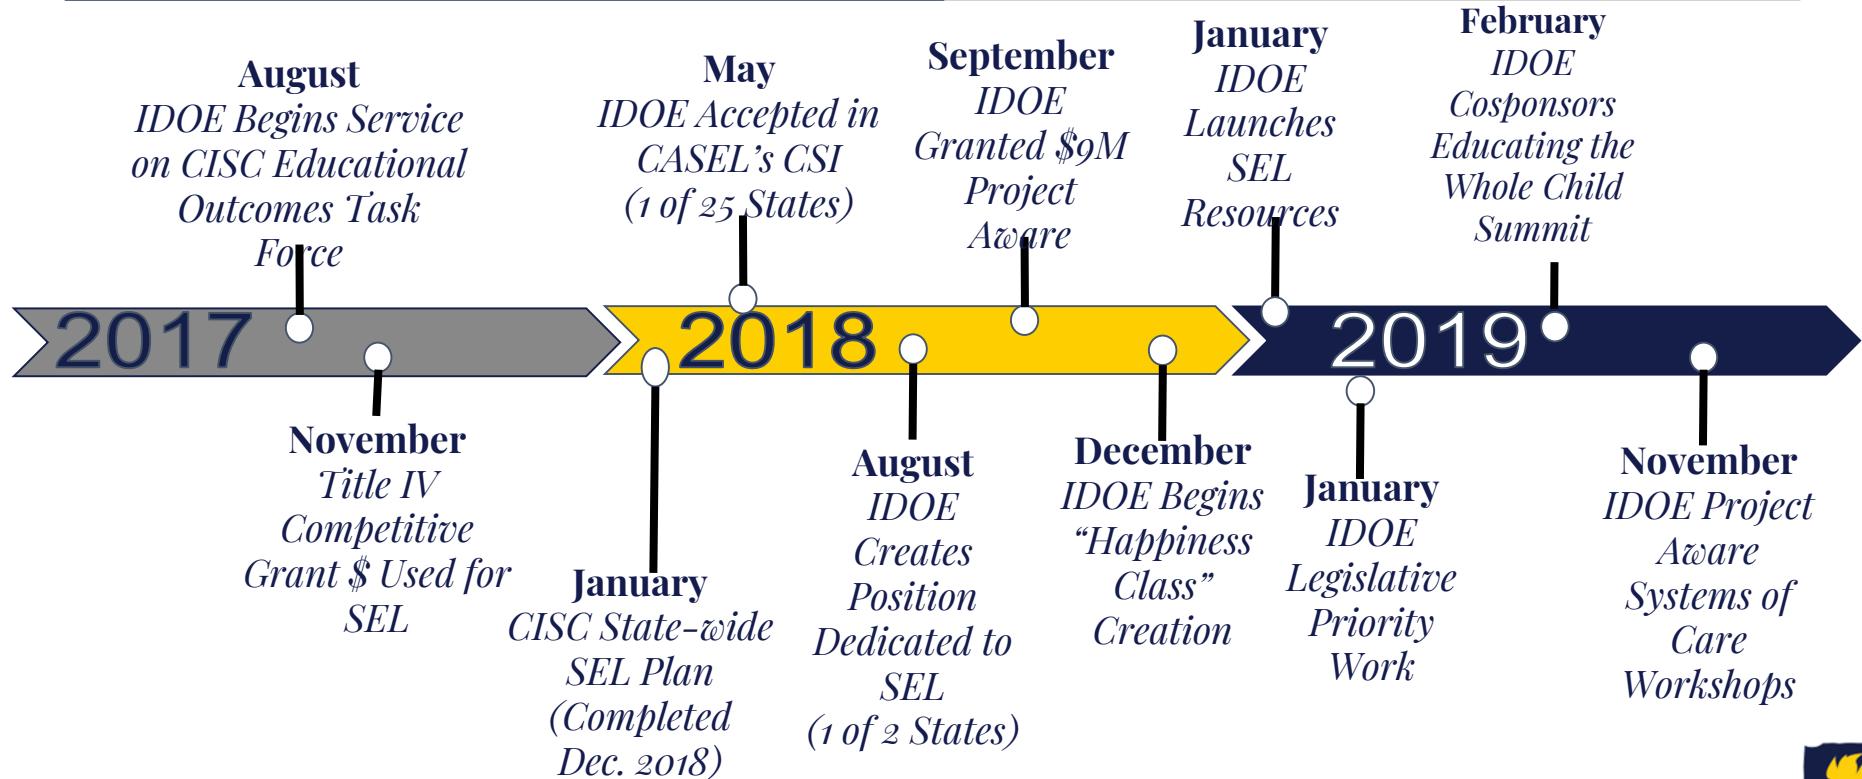 August
IDOE Begins Service
on CISC Educational
Outcomes Task
Force
May
IDOE Accepted in
CASEL’s CSI
(1 of 25 States)
September
IDOE
Granted $9M
Project
Aware
January
IDOE
Launches
SEL
Resources
February
IDOE
Cosponsors
Educating the
Whole Child
Summit
2017
2018
2019
November
Title IV
Competitive
Grant $ Used for
SEL
January
CISC State-wide
SEL Plan
(Completed
Dec. 2018)
August
IDOE
Creates
Position
Dedicated to
SEL
(1 of 2 States)
December
IDOE Begins
“Happiness
Class”
Creation
January
IDOE
Legislative
Priority
Work
November
IDOE Project
Aware
Systems of
Care
Workshops